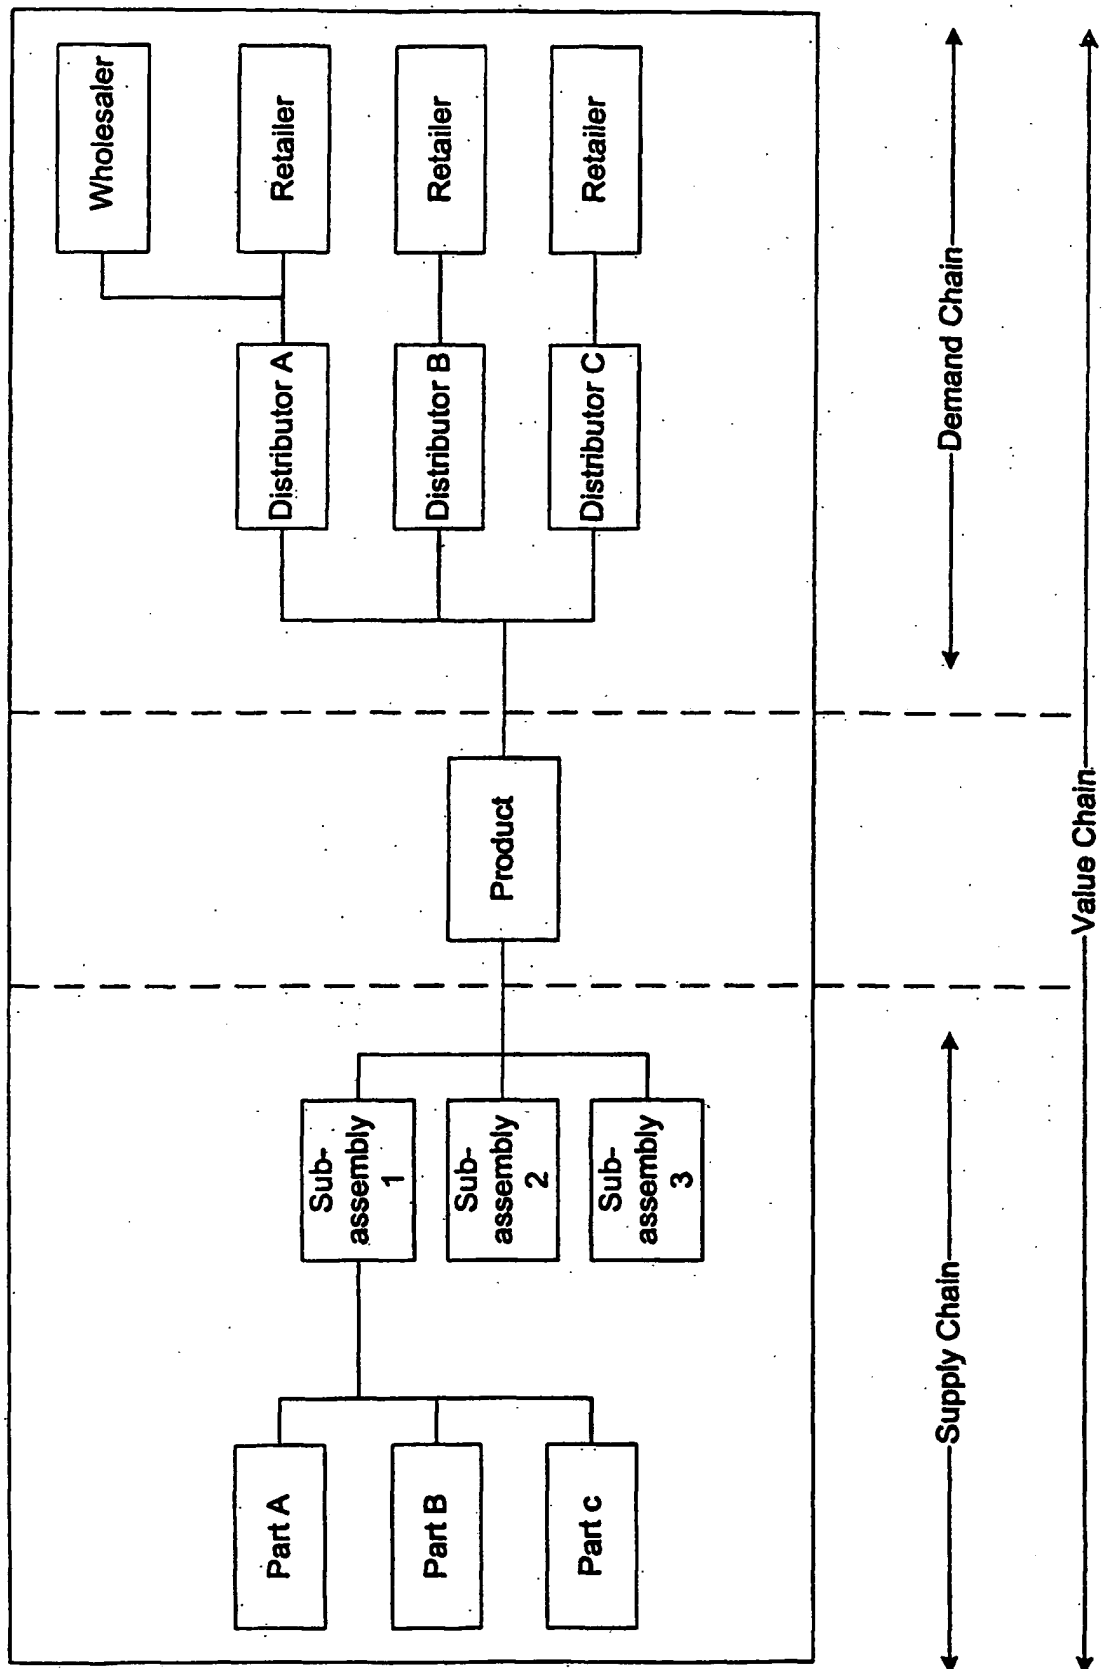 Wholesaler
Retailer
Retailer
Retailer
Distributor A
Distributor B
Distributor C
Product
Sub-
assembly
1
Sub-
assembly
2
Sub-
assembly
3
Part A
Part B
Part c
Demand Chain
Supply Chain
Value Chain